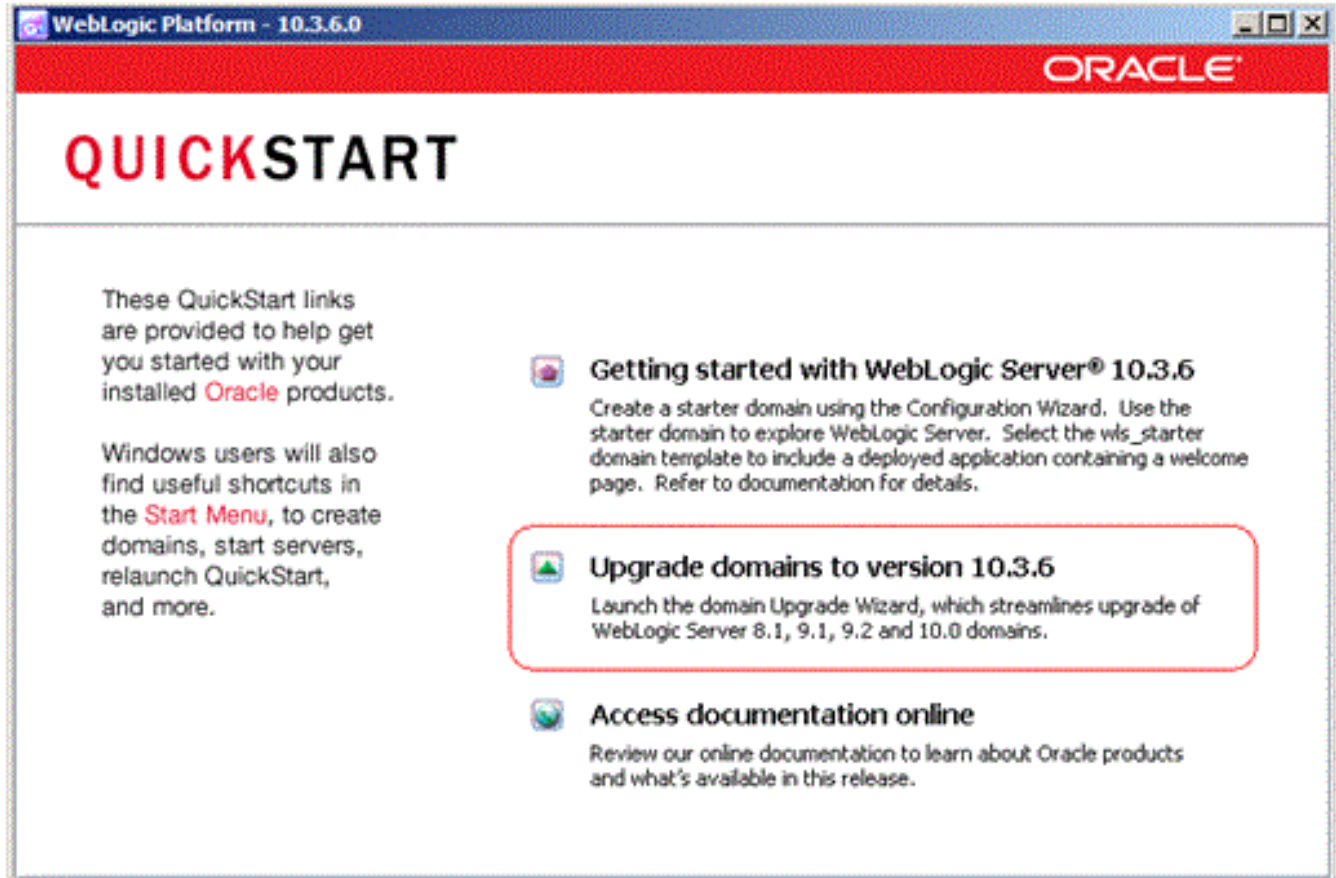 WebLogic Platform - 10.3.6.0
ORACLE
QUICKSTART
These QuickStart links
are provided to help get
you started with your
installed Oracle products.
Windows users will also
find useful shortcuts in
the Start Menu, to create
domains, start servers,
relaunch QuickStart,
and more.
Getting started with WebLogic Server® 10.3.6
Create a starter domain using the Configuration Wizard. Use the
starter domain to explore WebLogic Server. Select the wls_starter
domain template to include a deployed application containing a welcome
page. Refer to documentation for details.
Upgrade domains to version 10.3.6
Launch the domain Upgrade Wizard, which streamlines upgrade of
WebLogic Server 8.1, 9.1, 9.2 and 10.0 domains.
Access documentation online
Review our online documentation to learn about Oracle products
and what's available in this release.